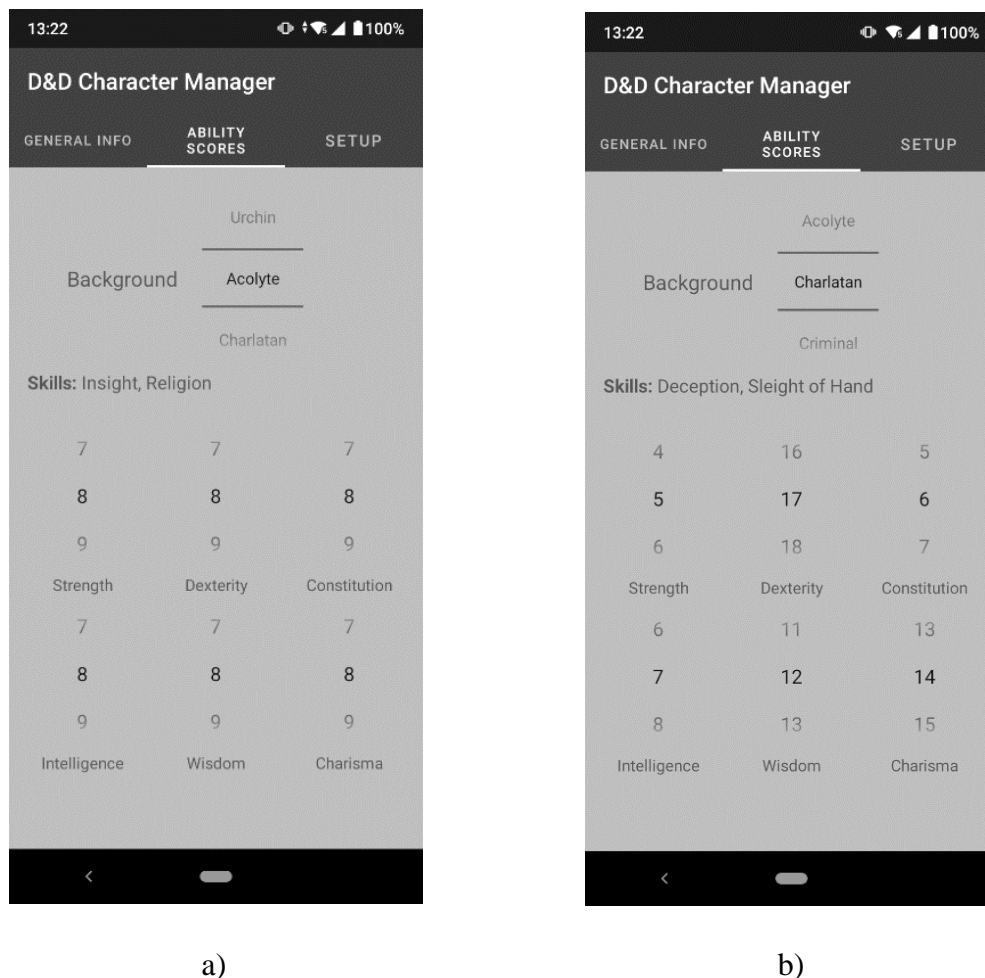 13:22 100%
D&D Character Manager
GENERAL INFO ABILITY SCORES SETUP
Urchin
Background Acolyte
Charlatan
Skills: Insight, Religion
7 7 7
8 8 8
9 9 9
Strength Dexterity Constitution
7 7 7
8 8 8
9 9 9
Intelligence Wisdom Charisma
a)
13:22 100%
D&D Character Manager
GENERAL INFO ABILITY SCORES SETUP
Acolyte
Background Charlatan
Criminal
Skills: Deception, Sleight of Hand
4 16 5
5 17 6
6 18 7
Strength Dexterity Constitution
6 11 13
7 12 14
8 13 15
Intelligence Wisdom Charisma
b)